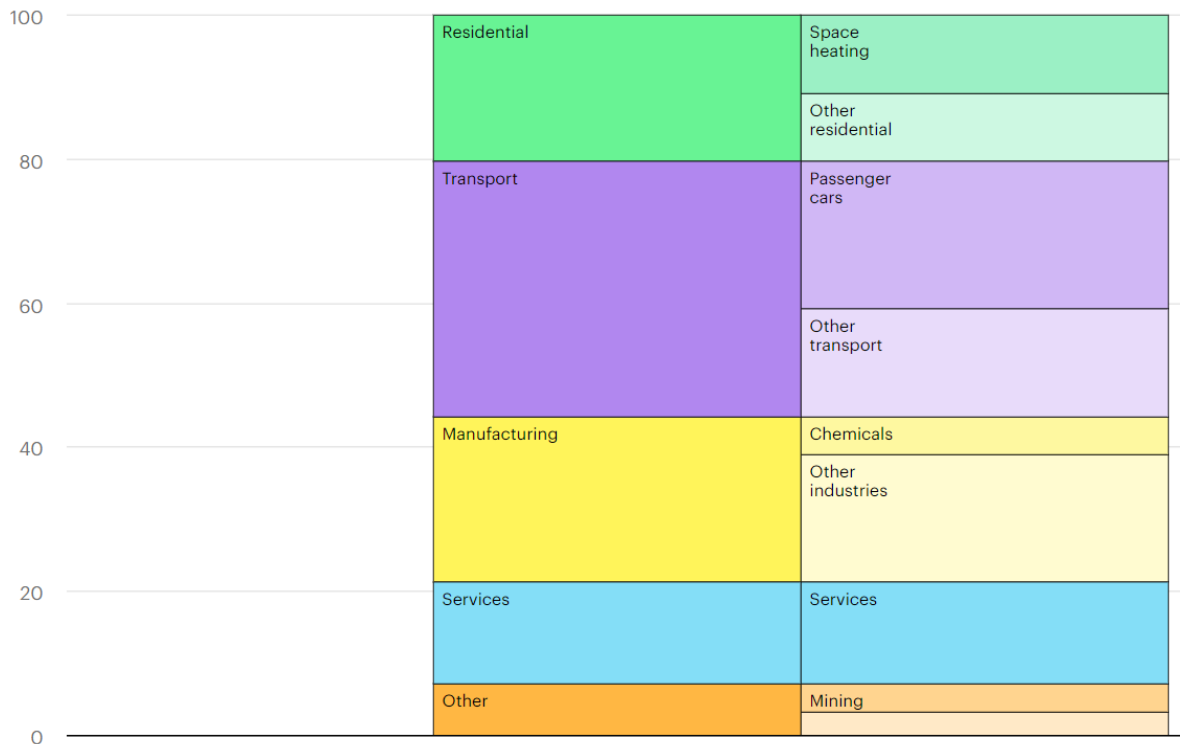 100
Residential
Space
heating
Other
residential
80
Transport
Passenger
cars
60
Other
transport
Manufacturing
Chemicals
40
Other
industries
20
Services
Services
Other
Mining
0